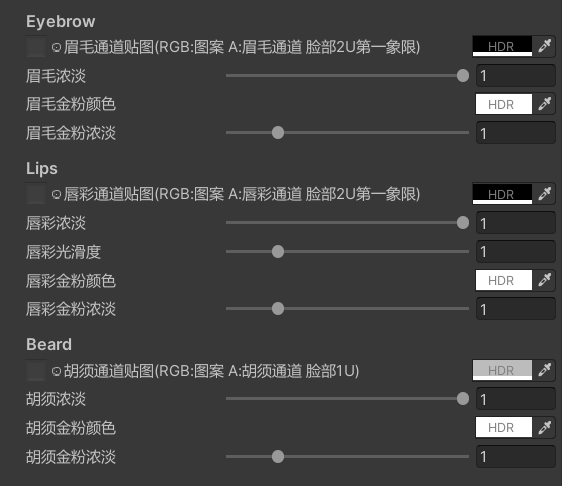 Eyebrow
☺眉毛通道贴图(RGB:图案 A:眉毛通道 脸部2U第一象限) HDR
眉毛浓淡 1
眉毛金粉颜色 HDR
眉毛金粉浓淡 1
Lips
☺唇彩通道贴图(RGB:图案 A:唇彩通道 脸部2U第一象限) HDR
唇彩浓淡 1
唇彩光滑度 1
唇彩金粉颜色 HDR
唇彩金粉浓淡 1
Beard
☺胡须通道贴图(RGB:图案 A:胡须通道 脸部1U) HDR
胡须浓淡 1
胡须金粉颜色 HDR
胡须金粉浓淡 1